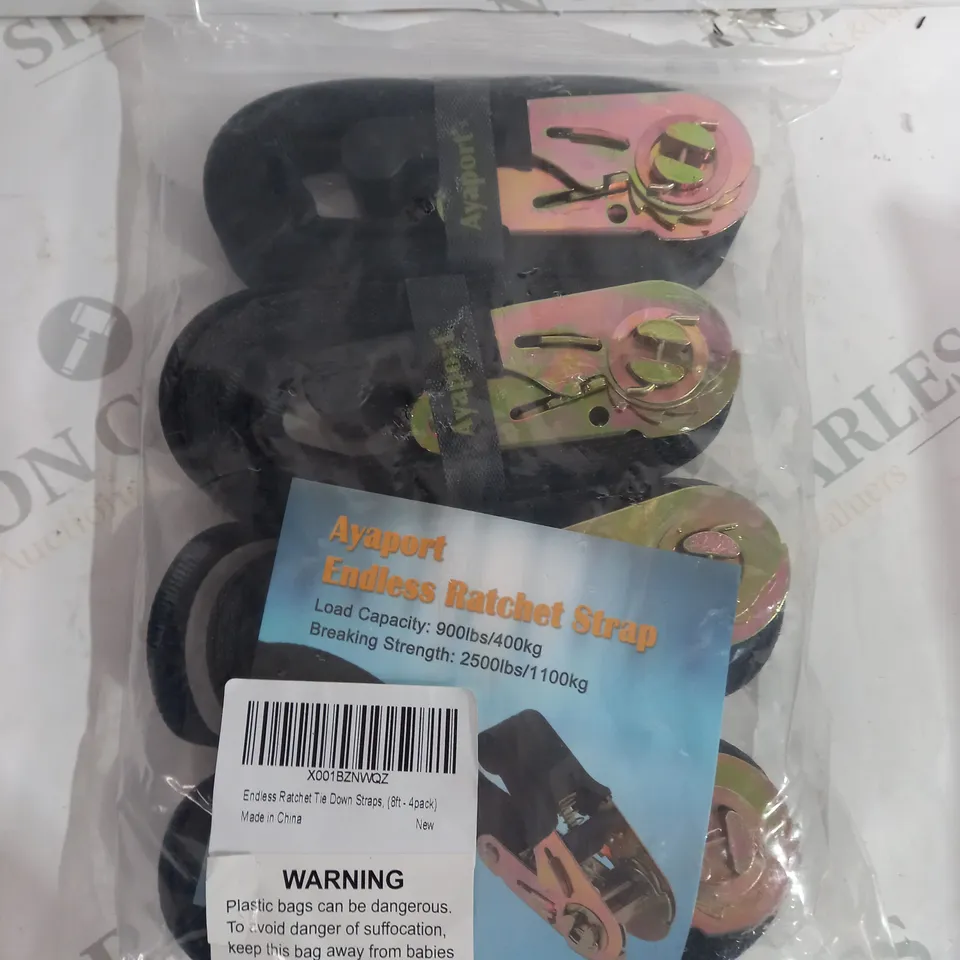 Ayaport
Ayaport
Ayaport
Endless Ratchet Strap
Load Capacity: 900lbs/400kg
Breaking Strength: 2500lbs/1100kg
X001BZNWQZ
Endless Ratchet Tie Down Straps, (8ft - 4pack)
Made in China
New
WARNING
Plastic bags can be dangerous.
To avoid danger of suffocation,
keep this bag away from babies